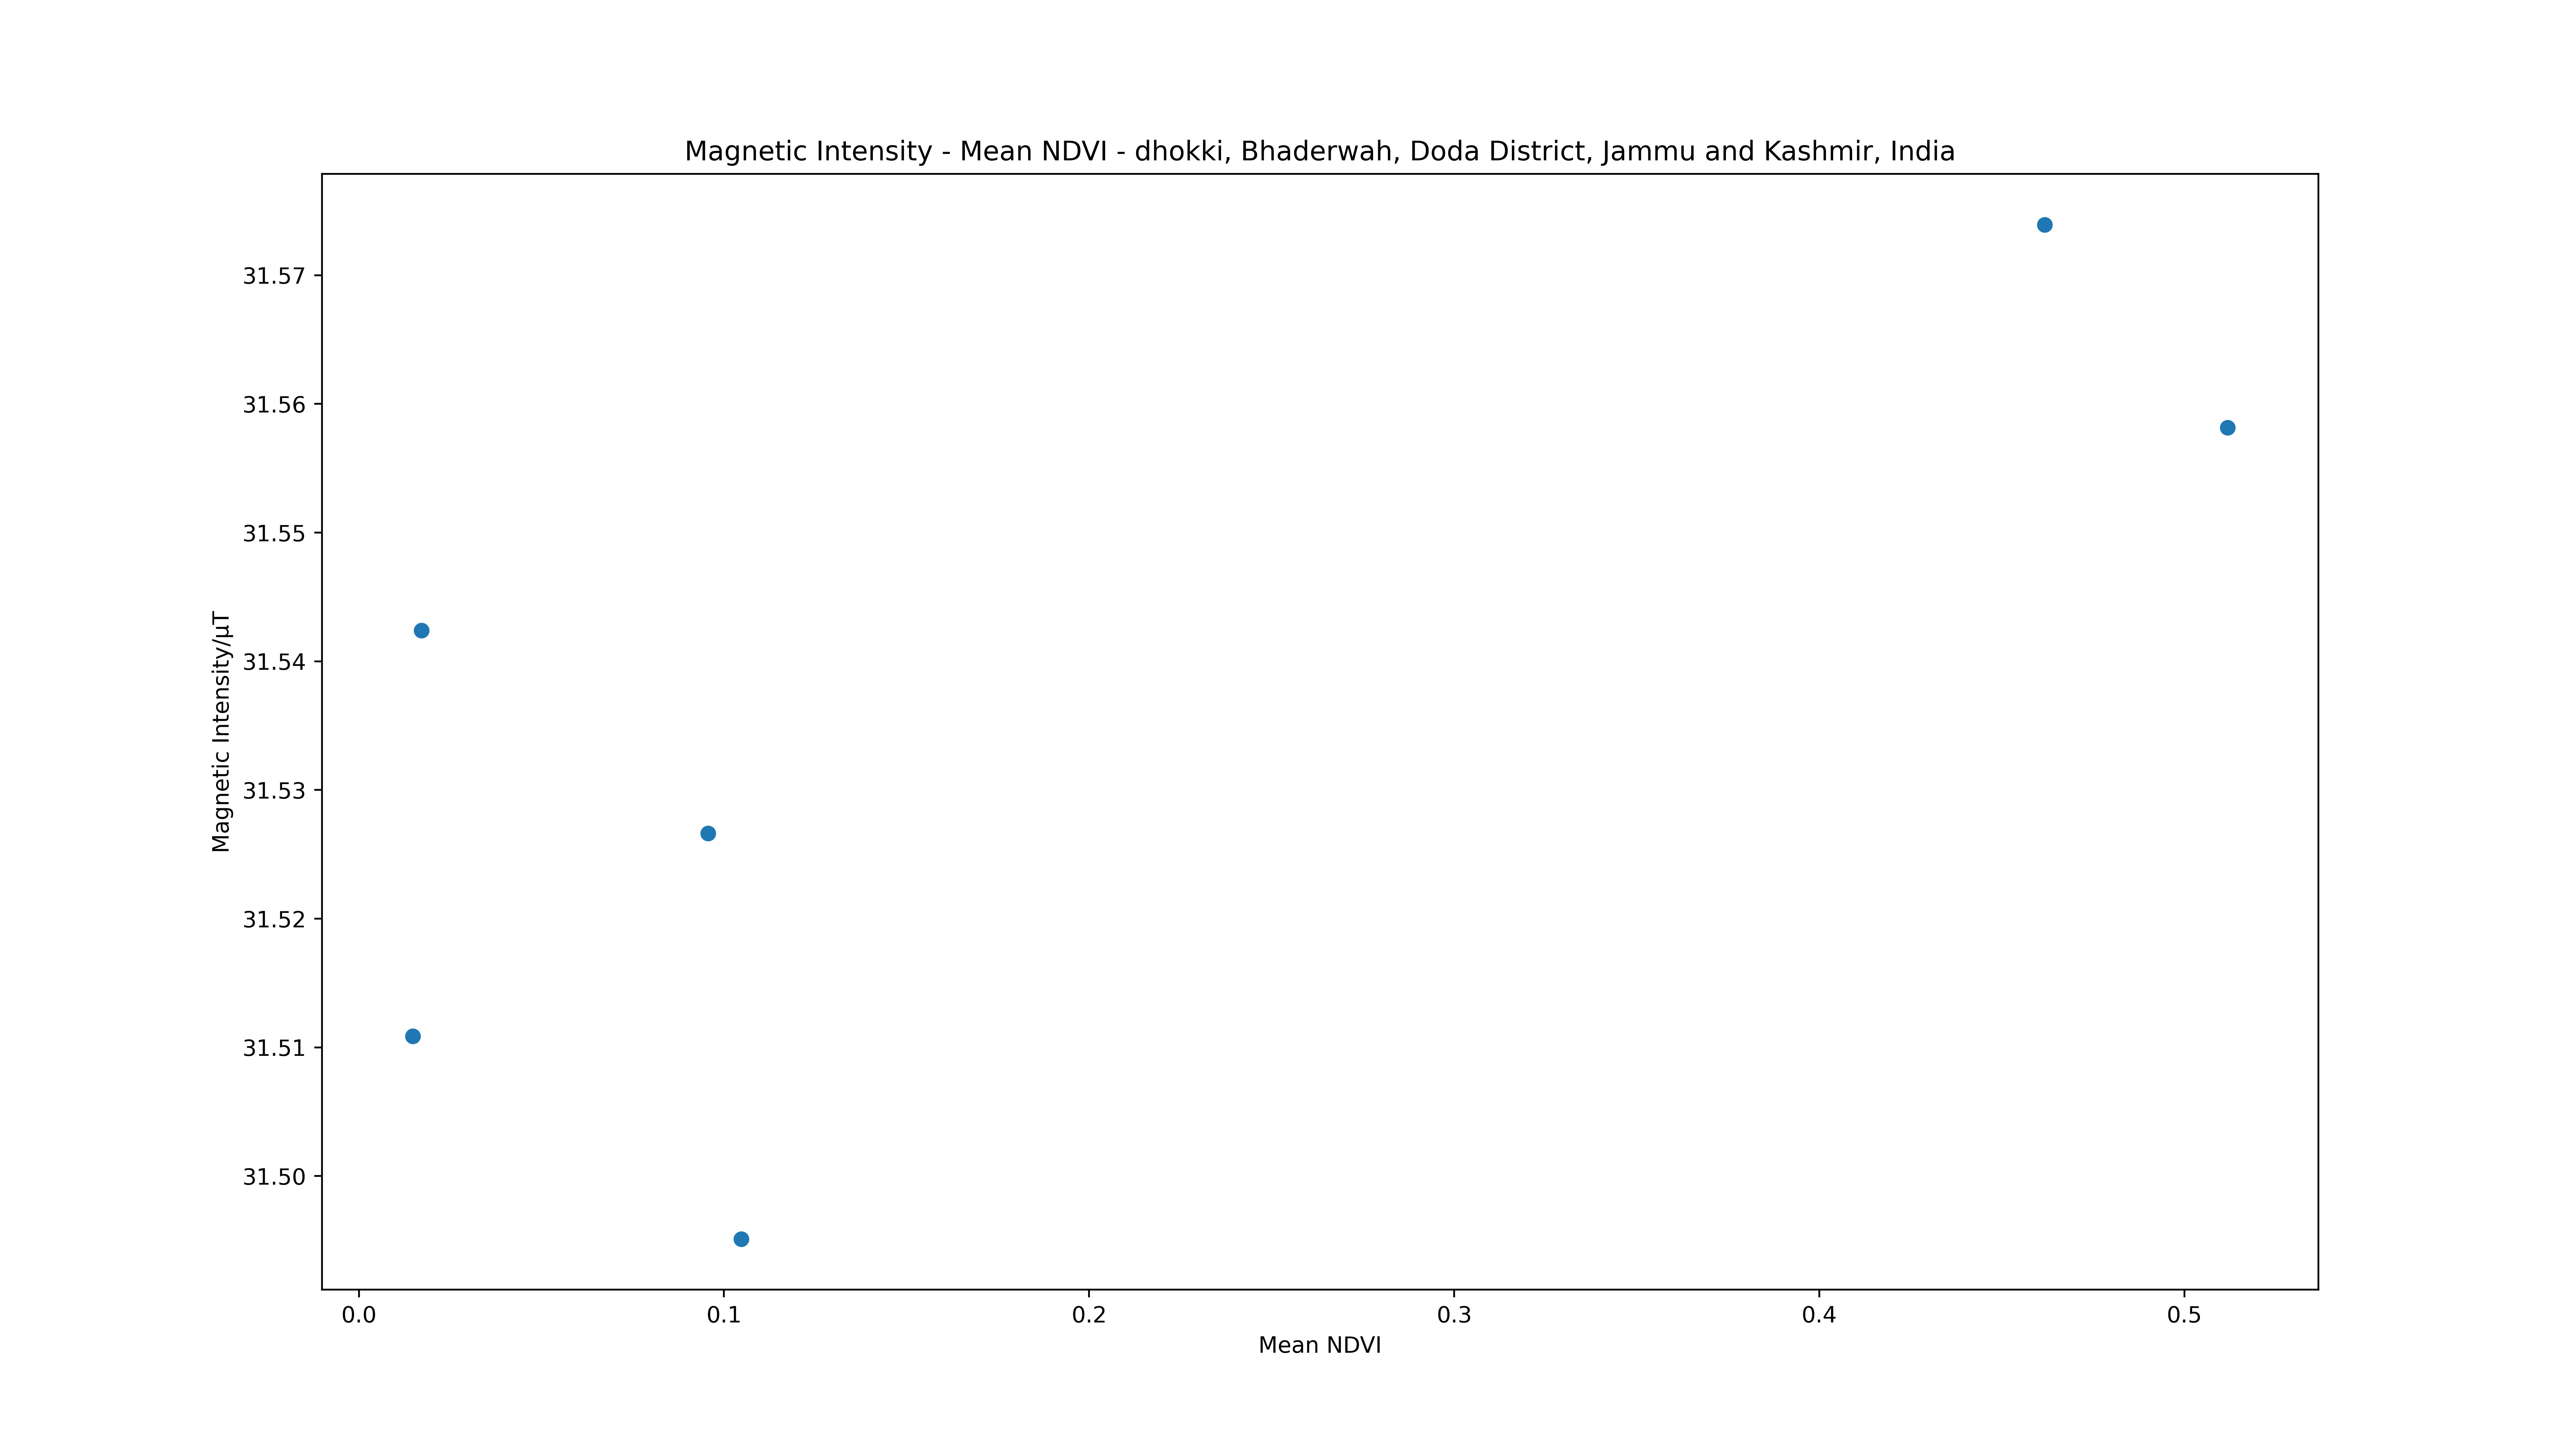 Magnetic Intensity - Mean NDVI - dhokki, Bhaderwah, Doda District, Jammu and Kashmir, India
Magnetic Intensity/μT
31.57
31.56
31.55
31.54
31.53
31.52
31.51
31.50
0.0 0.1 0.2 0.3 0.4 0.5
Mean NDVI